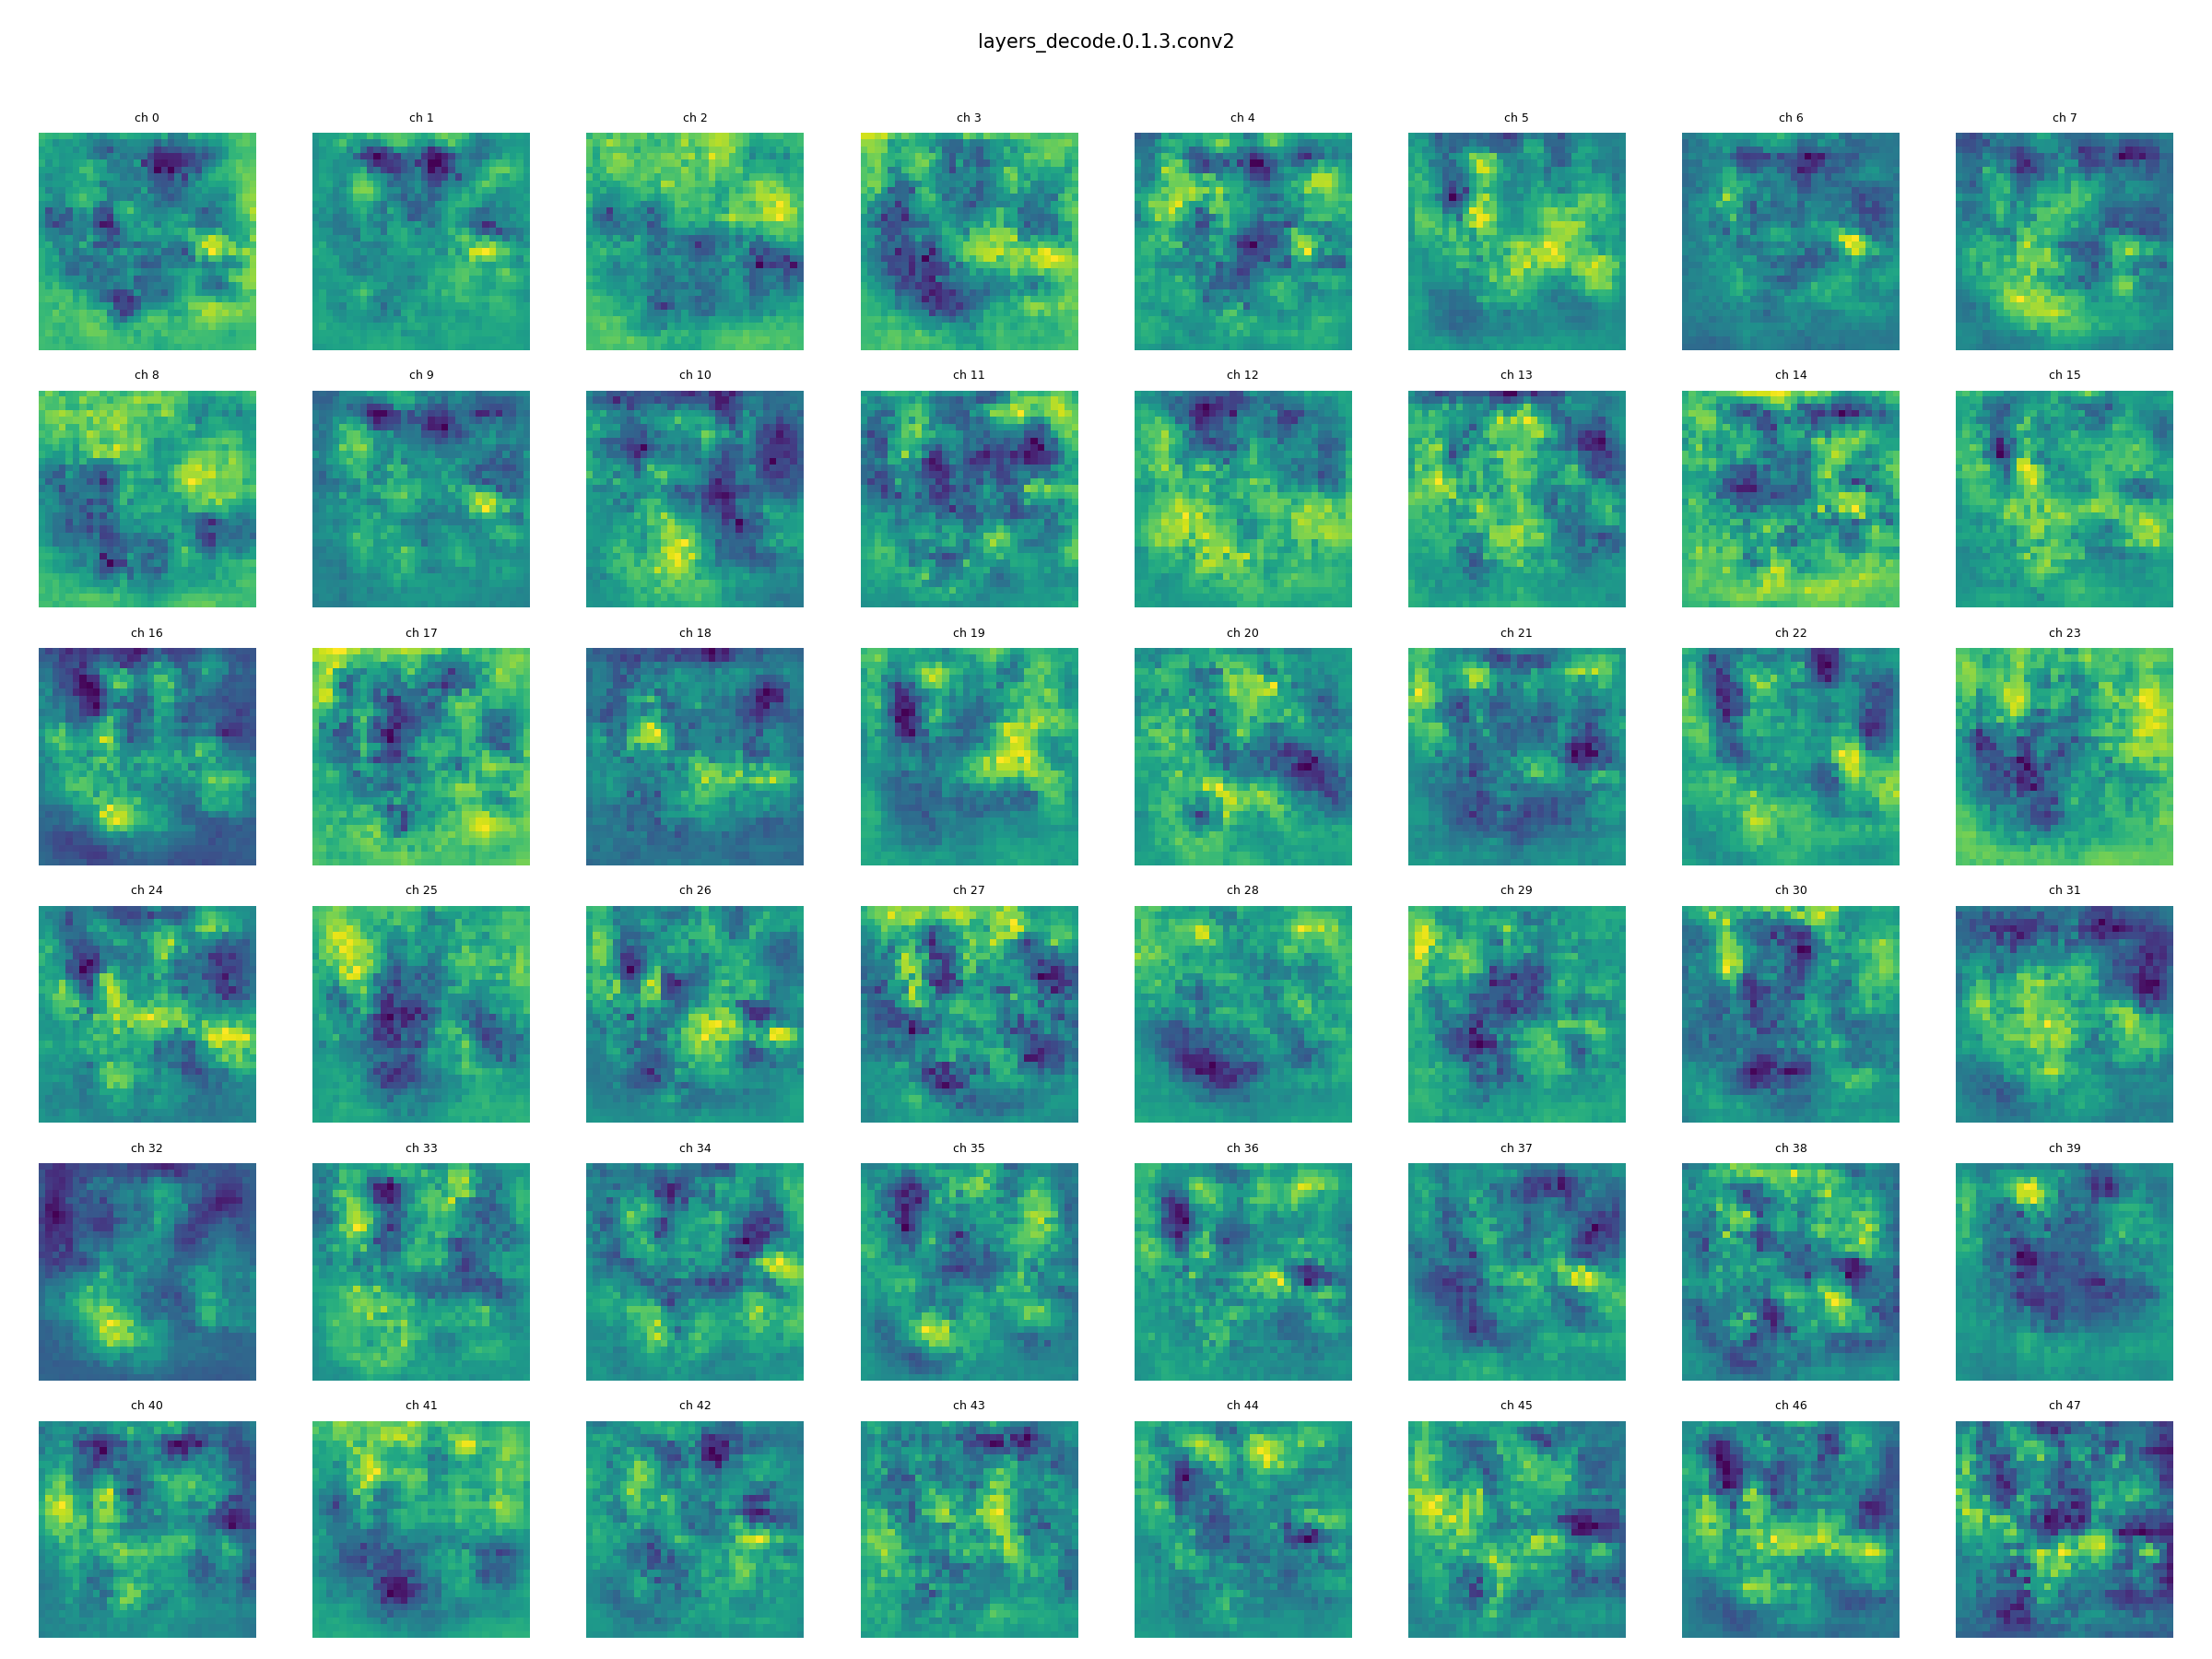 layers_decode.0.1.3.conv2
ch 0 ch 1 ch 2 ch 3 ch 4 ch 5 ch 6 ch 7
ch 8 ch 9 ch 10 ch 11 ch 12 ch 13 ch 14 ch 15
ch 16 ch 17 ch 18 ch 19 ch 20 ch 21 ch 22 ch 23
ch 24 ch 25 ch 26 ch 27 ch 28 ch 29 ch 30 ch 31
ch 32 ch 33 ch 34 ch 35 ch 36 ch 37 ch 38 ch 39
ch 40 ch 41 ch 42 ch 43 ch 44 ch 45 ch 46 ch 47